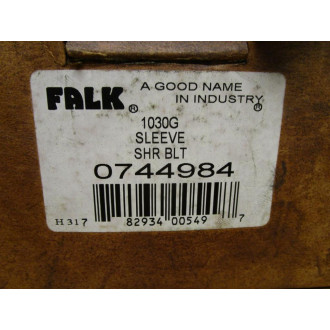 FALK®
A GOOD NAME
IN INDUSTRY®
1030G
SLEEVE
SHR BLT
0744984
H317
82934 00549 7